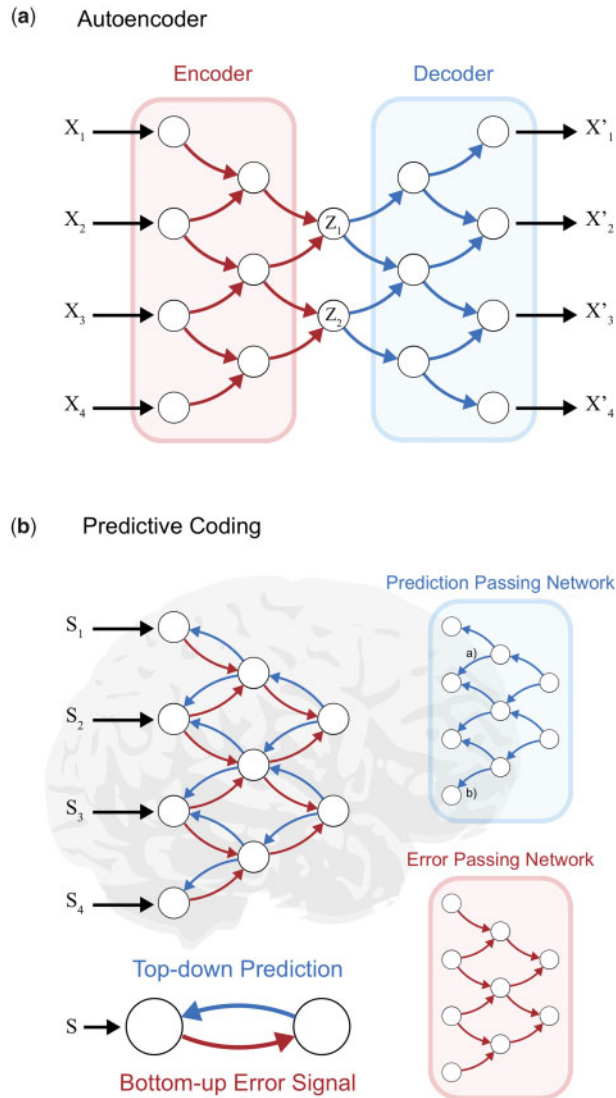 (a) Autoencoder
Encoder Decoder
X₁ X'₁
X₂ Z₁ X'₂
X₃ Z₂ X'₃
X₄ X'₄
(b) Predictive Coding
Prediction Passing Network
S₁
a)
S₂
S₃
b)
Error Passing Network
S₄
Top-down Prediction
S
Bottom-up Error Signal